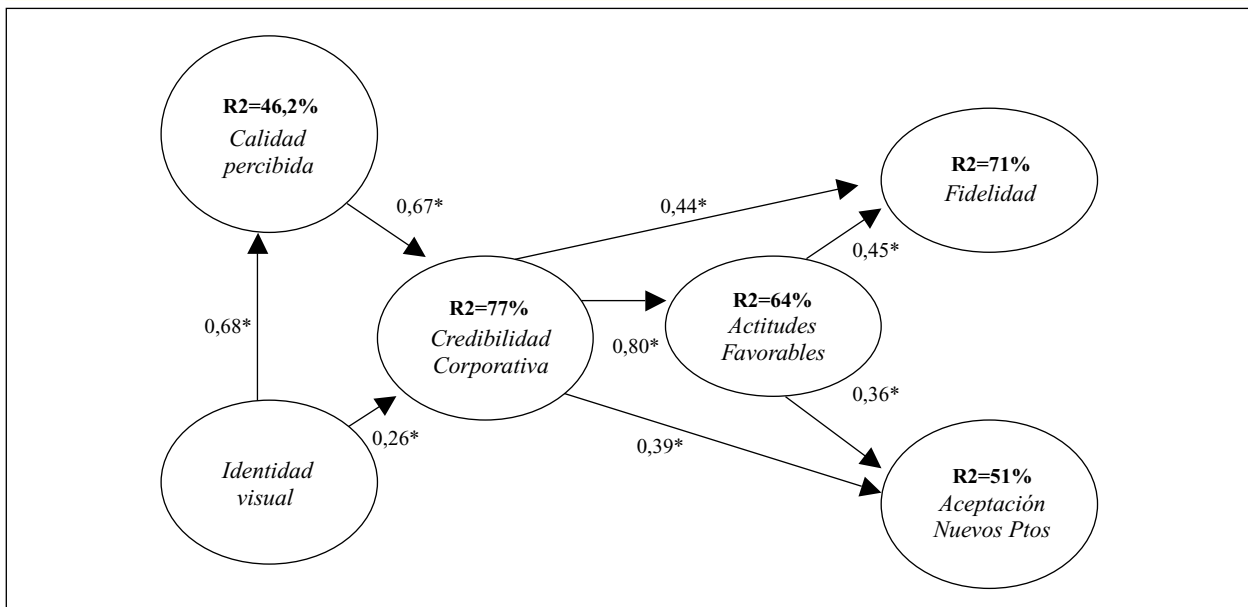 R2=46,2%
Calidad
percibida
R2=71%
Fidelidad
0,67*
0,44*
0,45*
R2=77%
Credibilidad
Corporativa
R2=64%
Actitudes
Favorables
0,68*
0,80*
0,36*
0,26*
0,39*
Identidad
visual
R2=51%
Aceptación
Nuevos Ptos